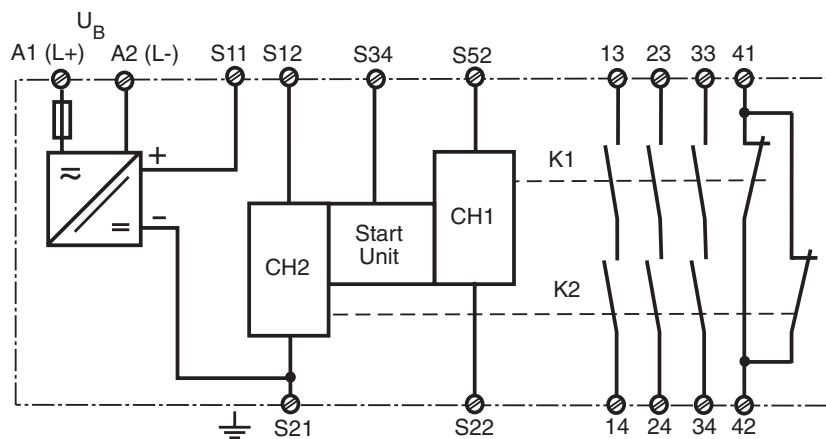 U_B
A1 (L+) A2 (L-) S11 S12 S34 S52 13 23 33 41
+
K1
CH1
-
Start
Unit
CH2
K2
S21 S22 14 24 34 42